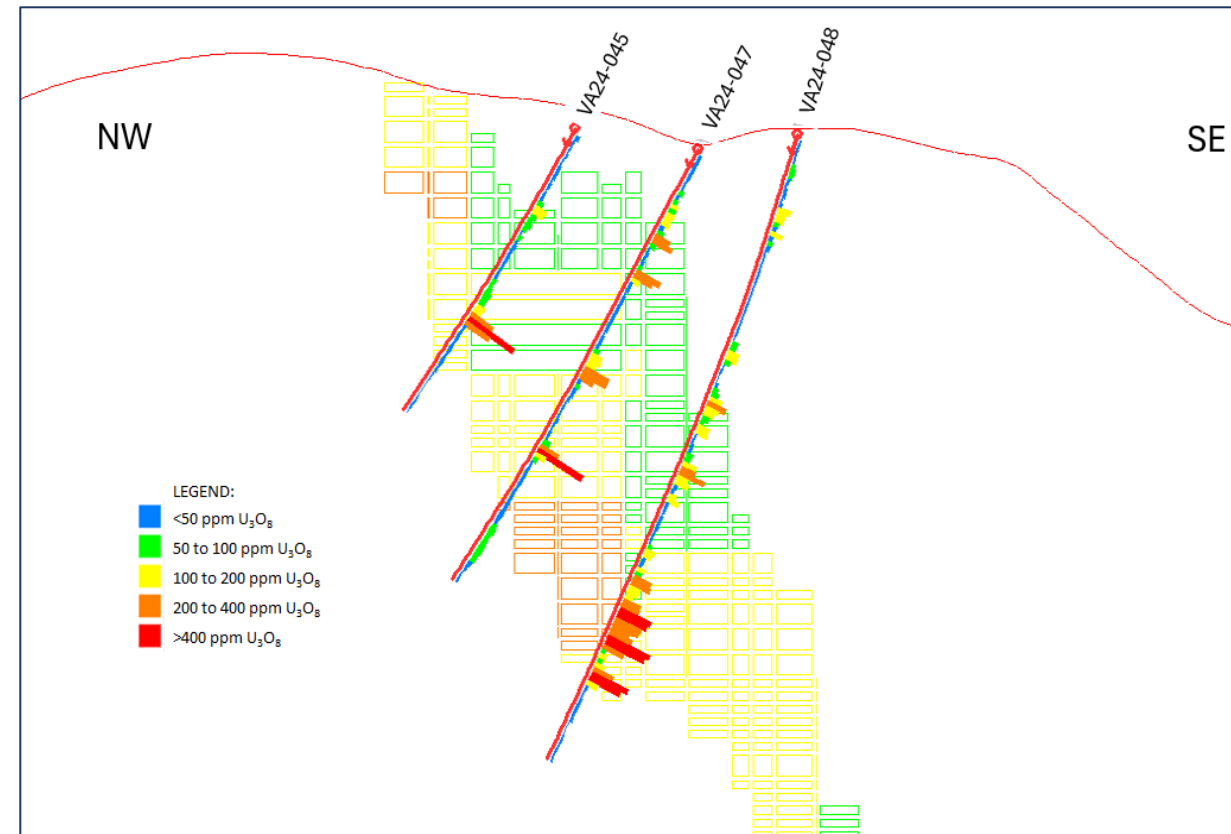 VA24-045
VA24-047
VA24-048
NW
SE
LEGEND:
<50 ppm U₃O₈
50 to 100 ppm U₃O₈
100 to 200 ppm U₃O₈
200 to 400 ppm U₃O₈
>400 ppm U₃O₈